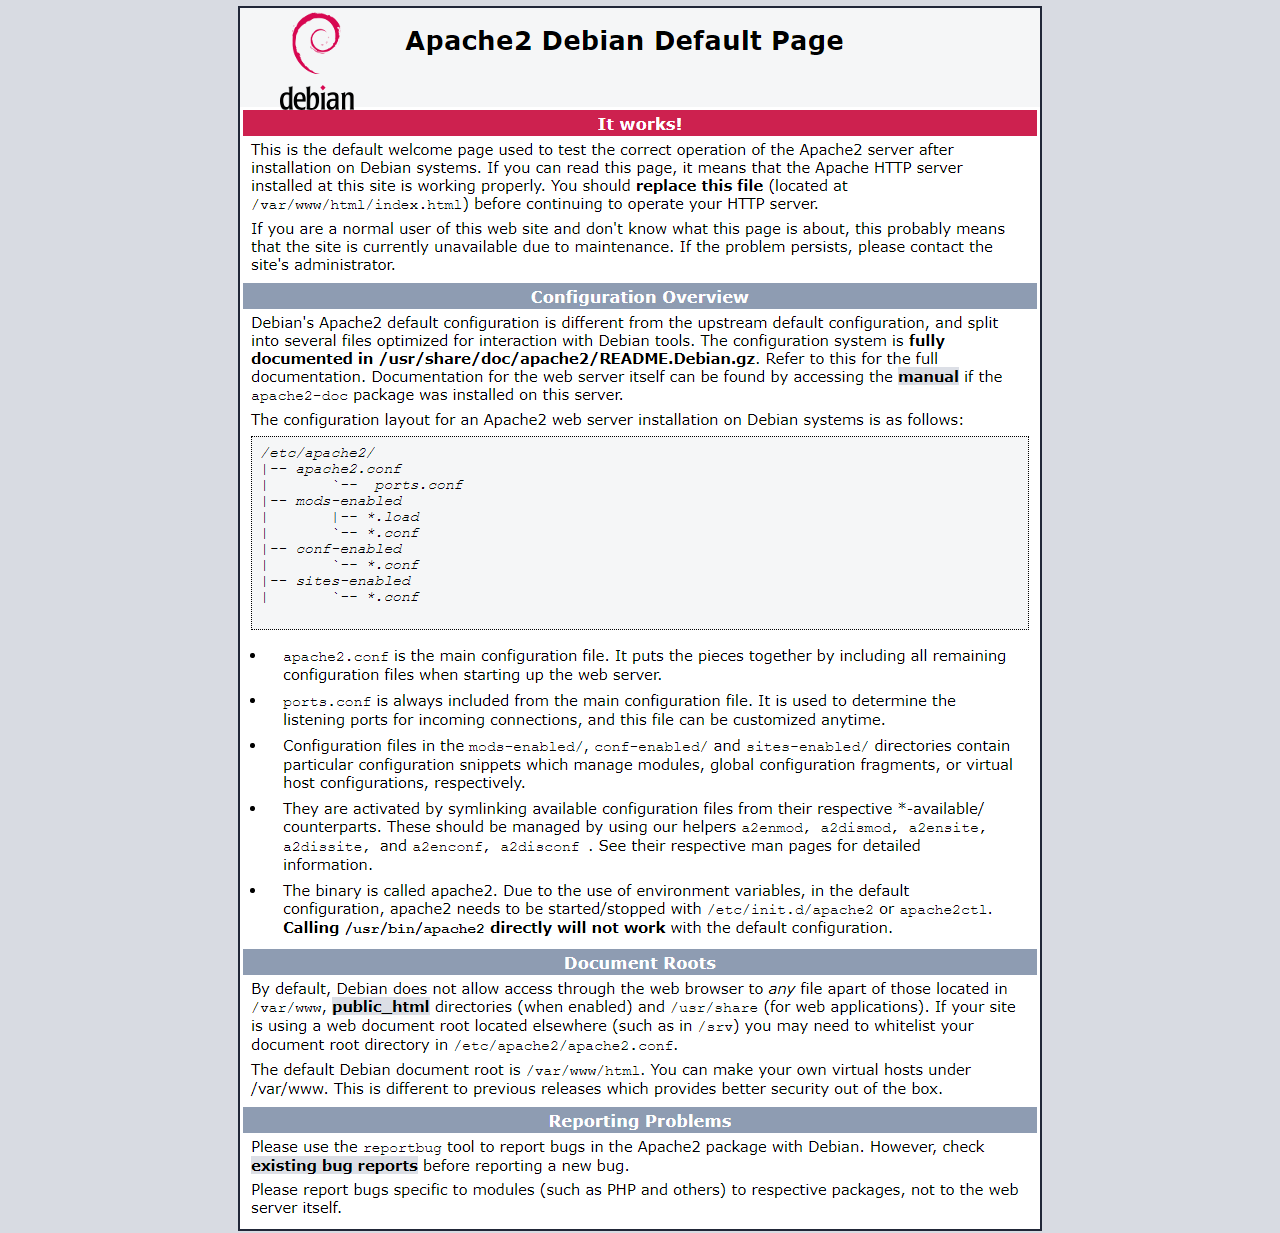 debian
Apache2 Debian Default Page
It works!
This is the default welcome page used to test the correct operation of the Apache2 server after
installation on Debian systems. If you can read this page, it means that the Apache HTTP server
installed at this site is working properly. You should replace this file (located at
/var/www/html/index.html) before continuing to operate your HTTP server.
If you are a normal user of this web site and don't know what this page is about, this probably means
that the site is currently unavailable due to maintenance. If the problem persists, please contact the
site's administrator.
Configuration Overview
Debian's Apache2 default configuration is different from the upstream default configuration, and split
into several files optimized for interaction with Debian tools. The configuration system is fully
documented in /usr/share/doc/apache2/README.Debian.gz. Refer to this for the full
documentation. Documentation for the web server itself can be found by accessing the manual if the
apache2-doc package was installed on this server.
The configuration layout for an Apache2 web server installation on Debian systems is as follows:
/etc/apache2/
|-- apache2.conf
|       `--  ports.conf
|-- mods-enabled
|       |-- *.load
|       `-- *.conf
|-- conf-enabled
|       `-- *.conf
|-- sites-enabled
|       `-- *.conf
• apache2.conf is the main configuration file. It puts the pieces together by including all remaining
configuration files when starting up the web server.
• ports.conf is always included from the main configuration file. It is used to determine the
listening ports for incoming connections, and this file can be customized anytime.
• Configuration files in the mods-enabled/, conf-enabled/ and sites-enabled/ directories contain
particular configuration snippets which manage modules, global configuration fragments, or virtual
host configurations, respectively.
• They are activated by symlinking available configuration files from their respective *-available/
counterparts. These should be managed by using our helpers a2enmod, a2dismod, a2ensite,
a2dissite, and a2enconf, a2disconf . See their respective man pages for detailed
information.
• The binary is called apache2. Due to the use of environment variables, in the default
configuration, apache2 needs to be started/stopped with /etc/init.d/apache2 or apache2ctl.
Calling /usr/bin/apache2 directly will not work with the default configuration.
Document Roots
By default, Debian does not allow access through the web browser to any file apart of those located in
/var/www, public_html directories (when enabled) and /usr/share (for web applications). If your site
is using a web document root located elsewhere (such as in /srv) you may need to whitelist your
document root directory in /etc/apache2/apache2.conf.
The default Debian document root is /var/www/html. You can make your own virtual hosts under
/var/www. This is different to previous releases which provides better security out of the box.
Reporting Problems
Please use the reportbug tool to report bugs in the Apache2 package with Debian. However, check
existing bug reports before reporting a new bug.
Please report bugs specific to modules (such as PHP and others) to respective packages, not to the web
server itself.